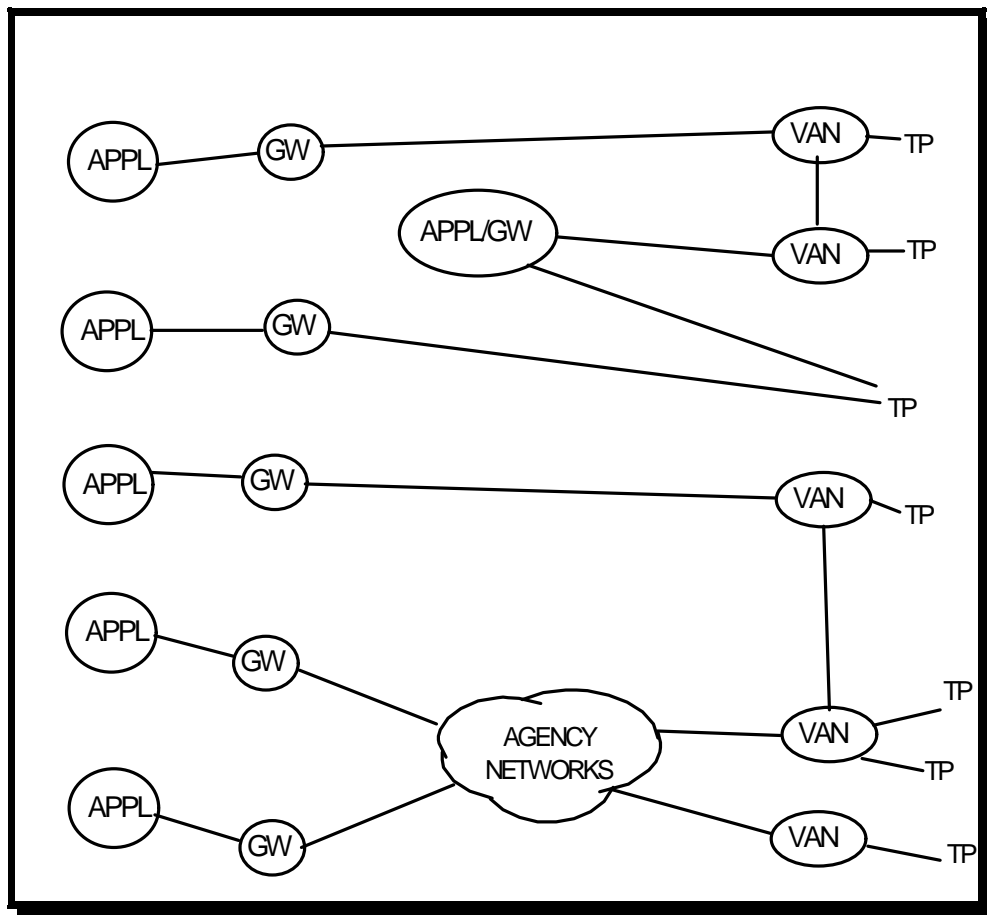 APPL
GW
VAN
TP
APPL/GW
VAN
TP
APPL
GW
TP
APPL
GW
VAN
TP
APPL
GW
AGENCY
NETWORKS
VAN
TP
TP
APPL
GW
VAN
TP